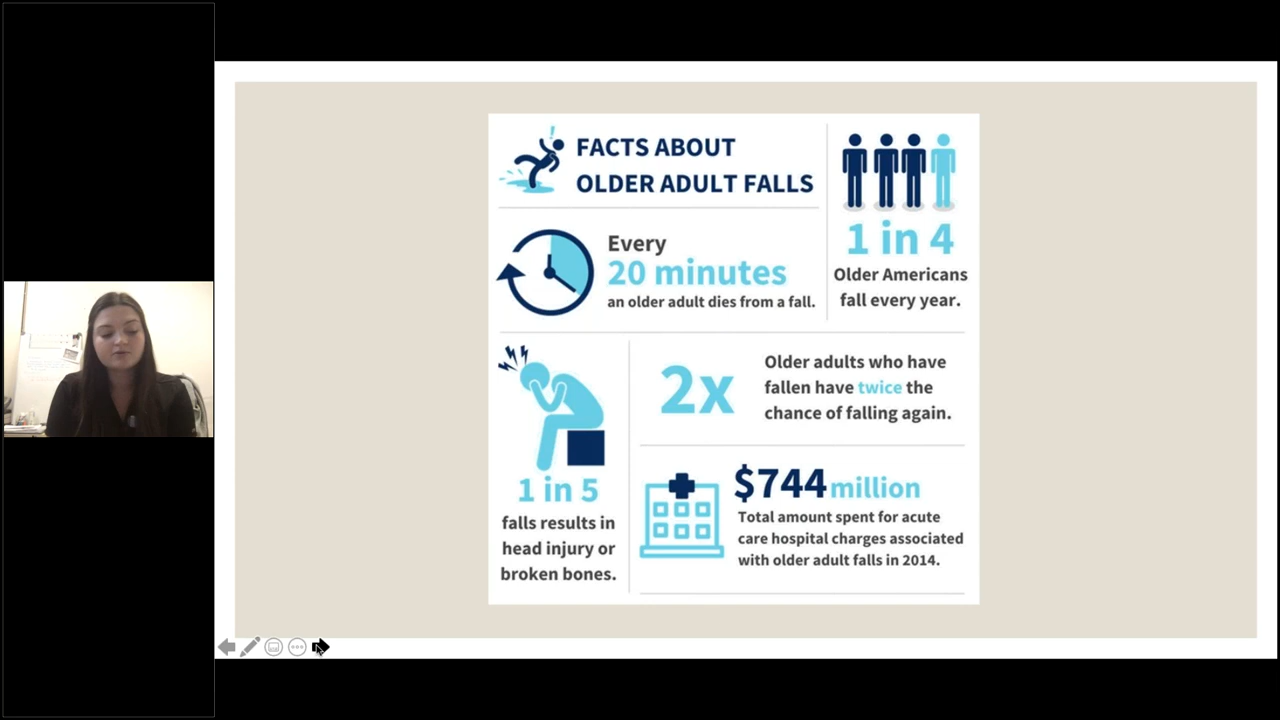 FACTS ABOUT
OLDER ADULT FALLS
Every
20 minutes
an older adult dies from a fall.
1 in 4
Older Americans
fall every year.
1 in 5
falls results in
head injury or
broken bones.
2x
Older adults who have
fallen have twice the
chance of falling again.
$744 million
Total amount spent for acute
care hospital charges associated
with older adult falls in 2014.